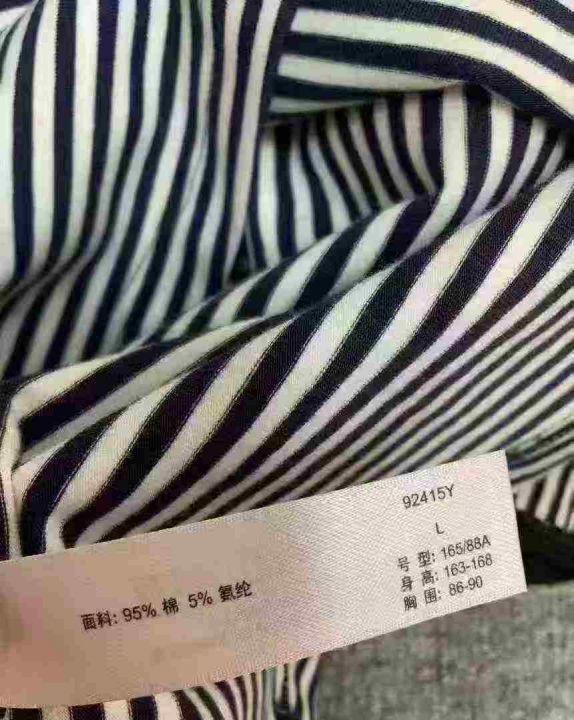 92415Y
L
号 型: 165/88A
身 高: 163-168
胸 围: 86-90
面料: 95% 棉 5% 氨纶